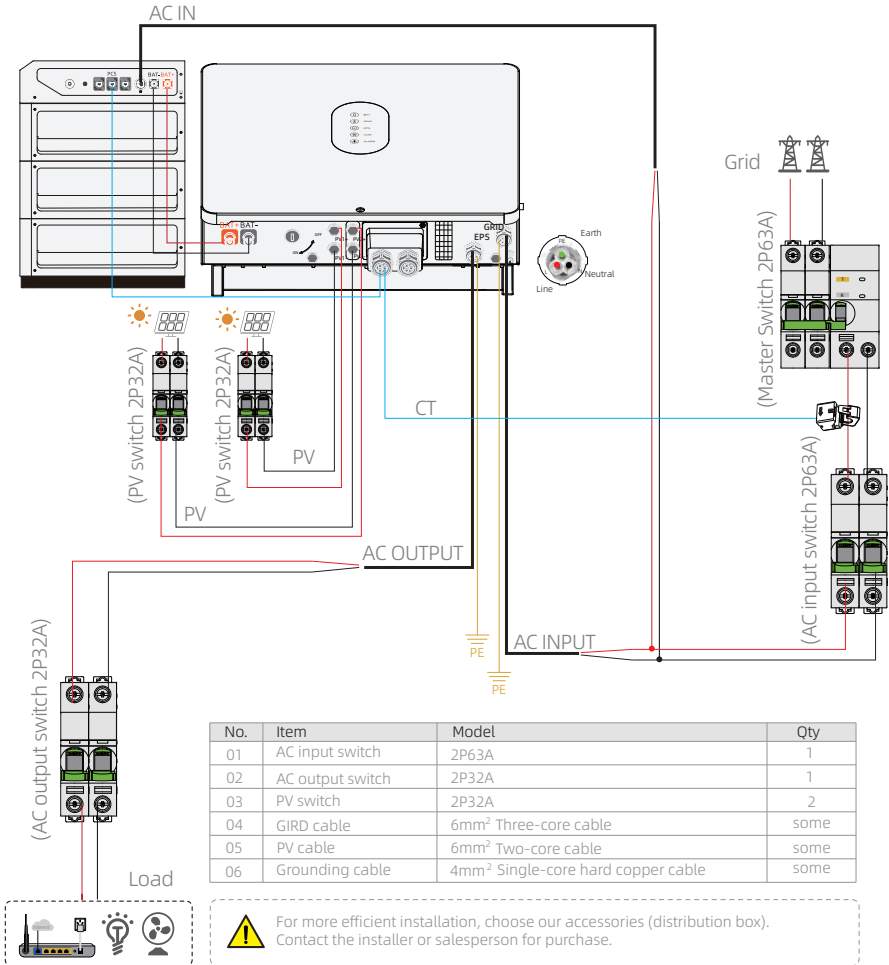 AC IN
PCS
BAT- BAT+
Grid
BAT+ BAT-
OFF
ON
GRID
EPS
PE
Earth
L
N
Neutral
Line
(Master Switch 2P63A)
(PV switch 2P32A)
(PV switch 2P32A)
CT
PV
PV
(AC input switch 2P63A)
AC OUTPUT
AC INPUT
PE
PE
(AC output switch 2P32A)
Load
No. Item Model Qty
01 AC input switch 2P63A 1
02 AC output switch 2P32A 1
03 PV switch 2P32A 2
04 GIRD cable 6mm² Three-core cable some
05 PV cable 6mm² Two-core cable some
06 Grounding cable 4mm² Single-core hard copper cable some
For more efficient installation, choose our accessories (distribution box).
Contact the installer or salesperson for purchase.